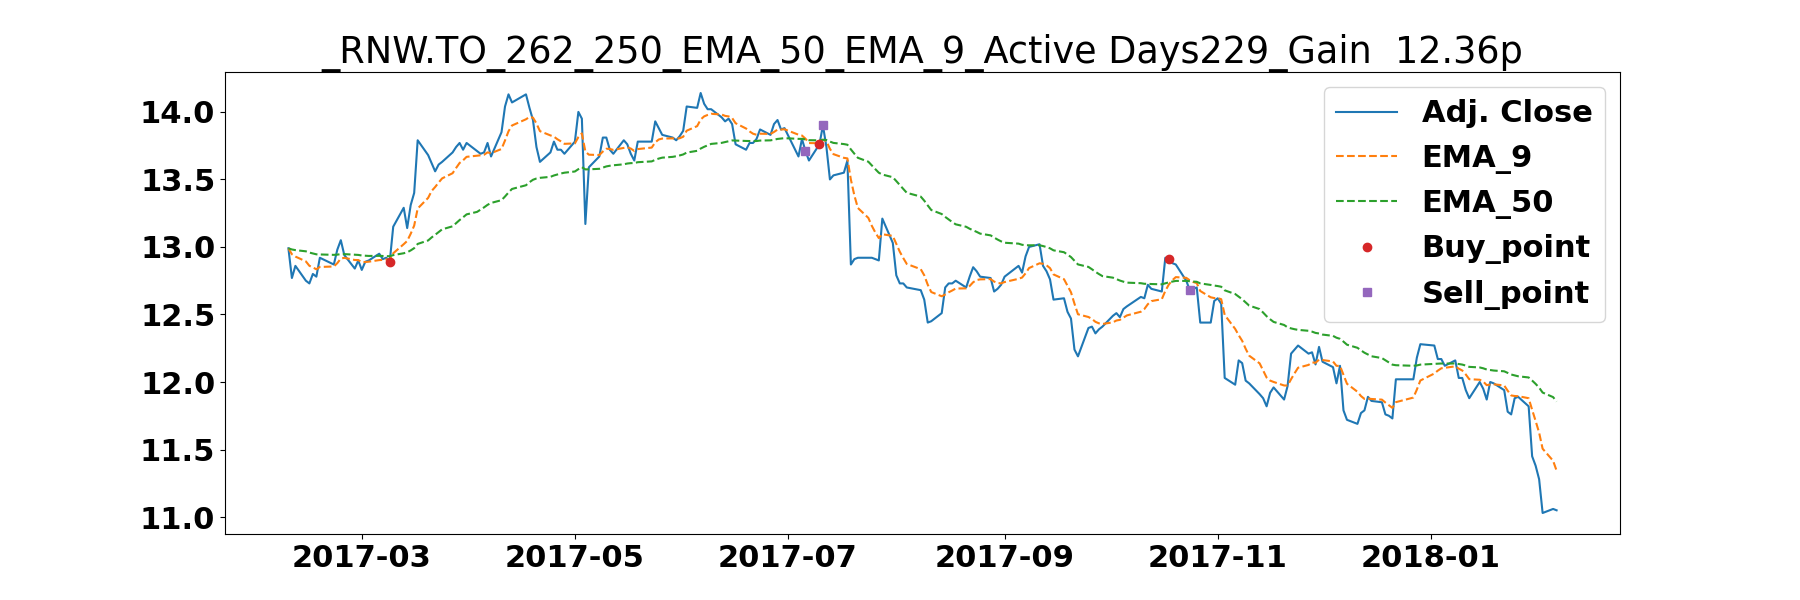 _RNW.TO_262_250_EMA_50_EMA_9_Active Days229_Gain  12.36p
14.0
13.5
13.0
12.5
12.0
11.5
11.0
Adj. Close
EMA_9
EMA_50
Buy_point
Sell_point
2017-03
2017-05
2017-07
2017-09
2017-11
2018-01